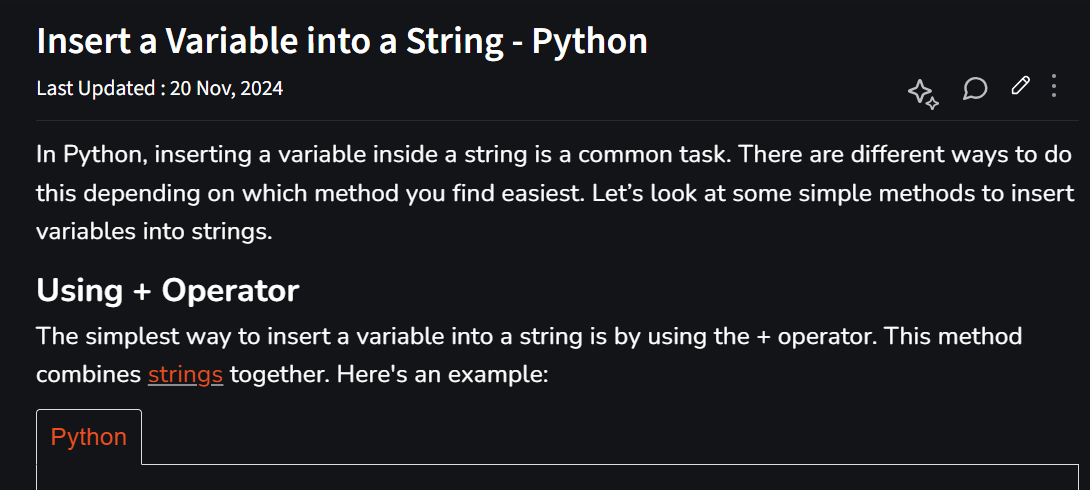 Insert a Variable into a String - Python
Last Updated : 20 Nov, 2024
In Python, inserting a variable inside a string is a common task. There are different ways to do
this depending on which method you find easiest. Let’s look at some simple methods to insert
variables into strings.
Using + Operator
The simplest way to insert a variable into a string is by using the + operator. This method
combines strings together. Here's an example:
Python